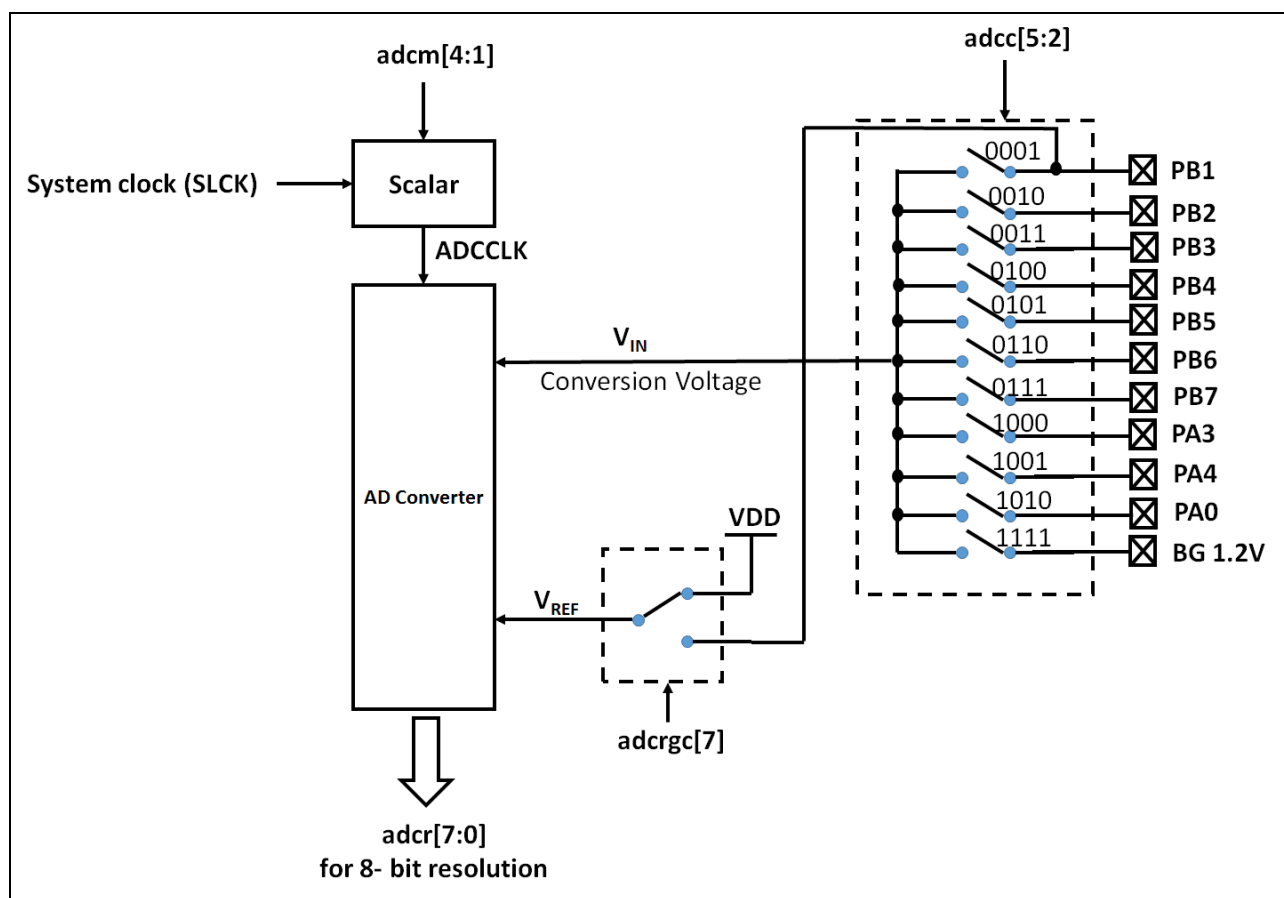 adcm[4:1]
adcc[5:2]
System clock (SLCK)
Scalar
ADCCLK
AD Converter
V_IN
Conversion Voltage
0001 PB1
0010 PB2
0011 PB3
0100 PB4
0101 PB5
0110 PB6
0111 PB7
1000 PA3
1001 PA4
1010 PA0
1111 BG 1.2V
VDD
V_REF
adcrgc[7]
adcr[7:0]
for 8- bit resolution